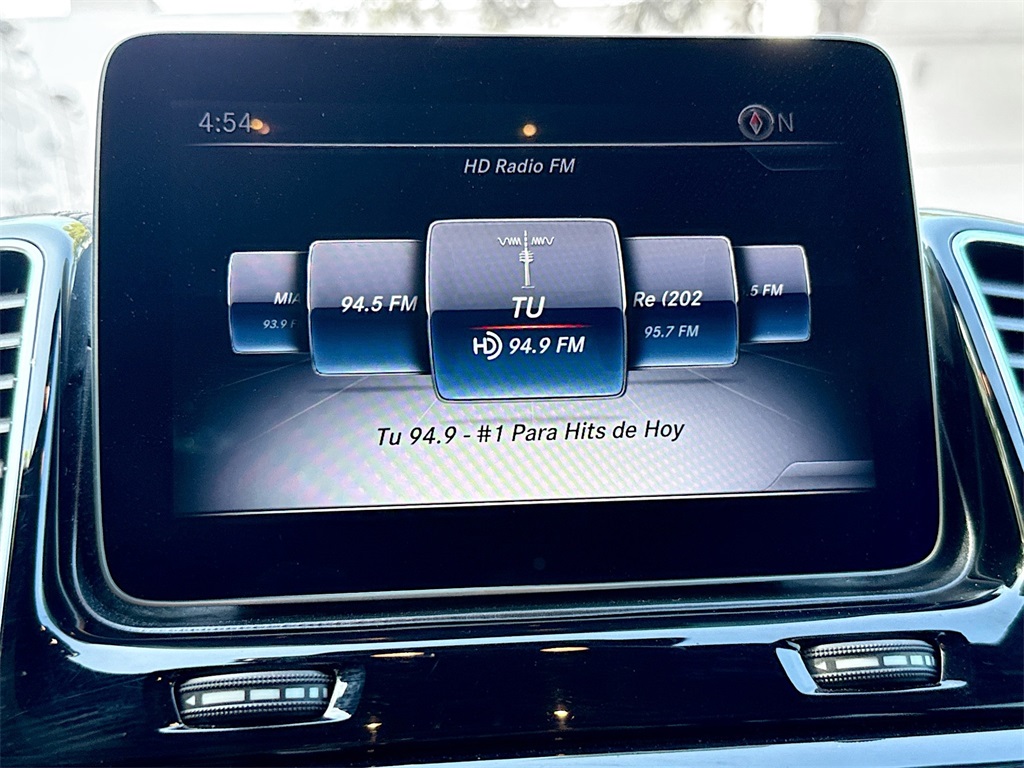 4:54
N
HD Radio FM
MIA
93.9 F
94.5 FM
TU
HD 94.9 FM
Re (202
95.7 FM
.5 FM
Tu 94.9 - #1 Para Hits de Hoy